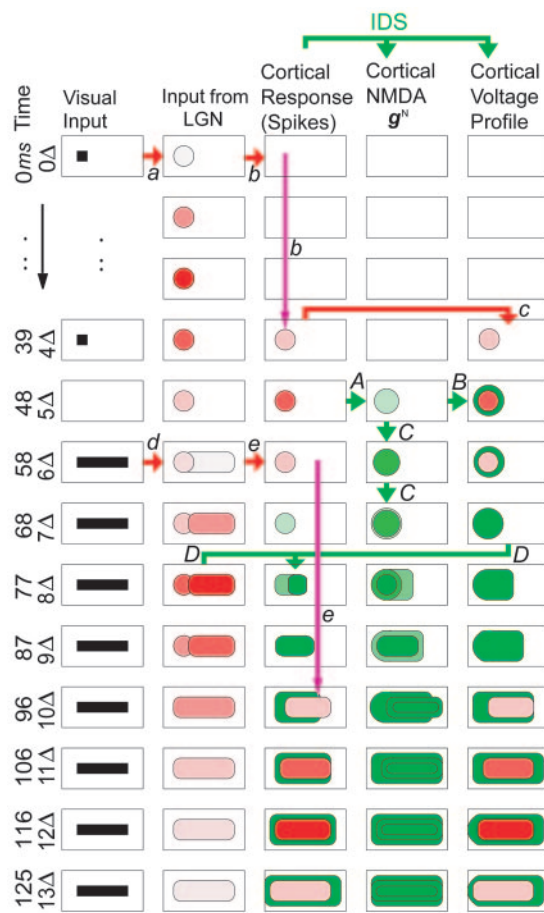 IDS
Time
Visual
Input
Input from
LGN
Cortical
Response
(Spikes)
Cortical
NMDA
gᴺ
Cortical
Voltage
Profile
0ms
0Δ
a
b
b
39
4Δ
c
48
5Δ
A
B
C
58
6Δ
d
e
C
68
7Δ
D
D
77
8Δ
e
87
9Δ
96
10Δ
106
11Δ
116
12Δ
125
13Δ